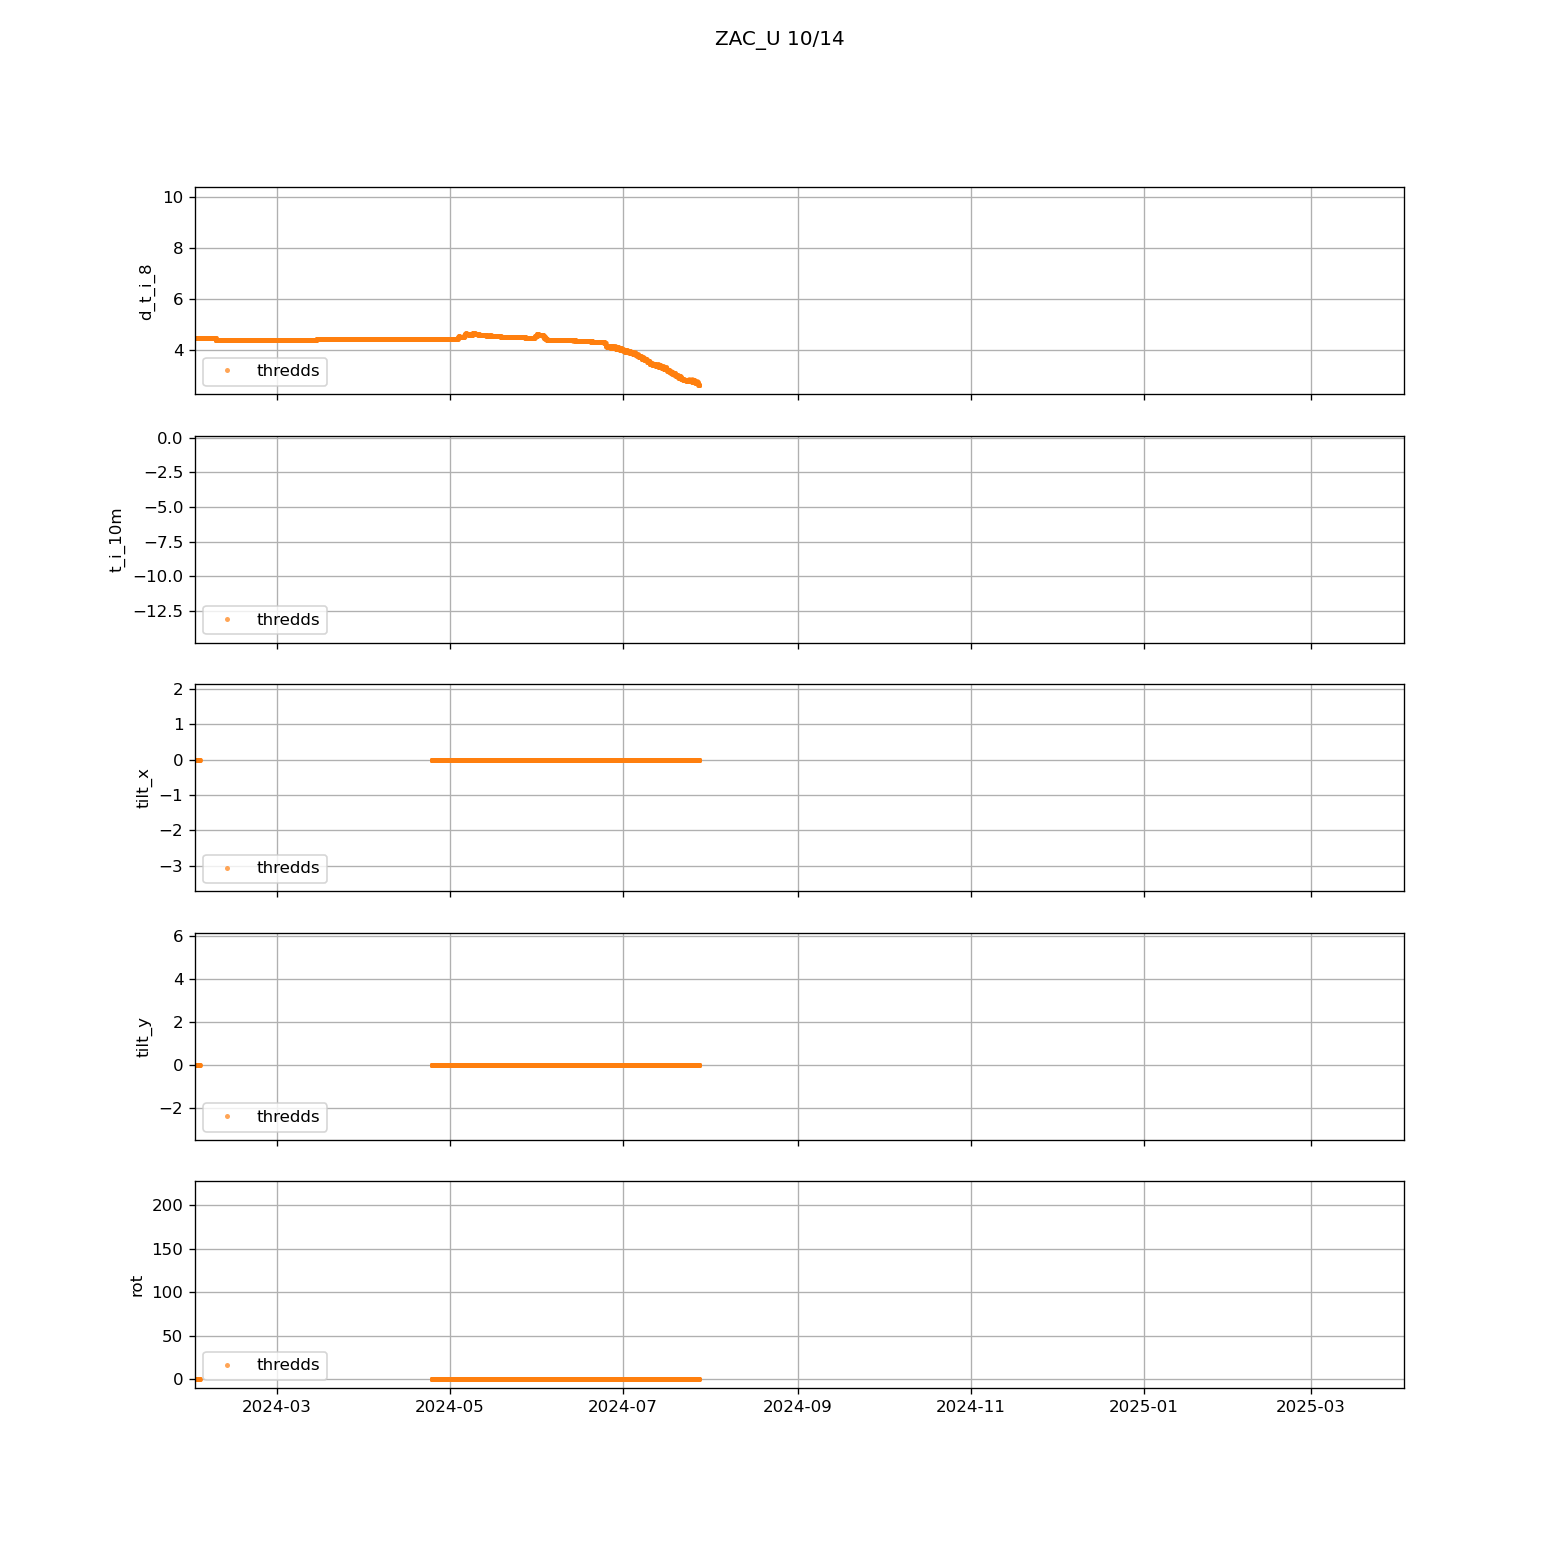 ZAC_U 10/14
10
8
6
4
d_t_i_8
thredds
0.0
−2.5
−5.0
−7.5
−10.0
−12.5
t_i_10m
thredds
2
1
0
−1
−2
−3
tilt_x
thredds
6
4
2
0
−2
tilt_y
thredds
200
150
100
50
0
rot
thredds
2024-03 2024-05 2024-07 2024-09 2024-11 2025-01 2025-03